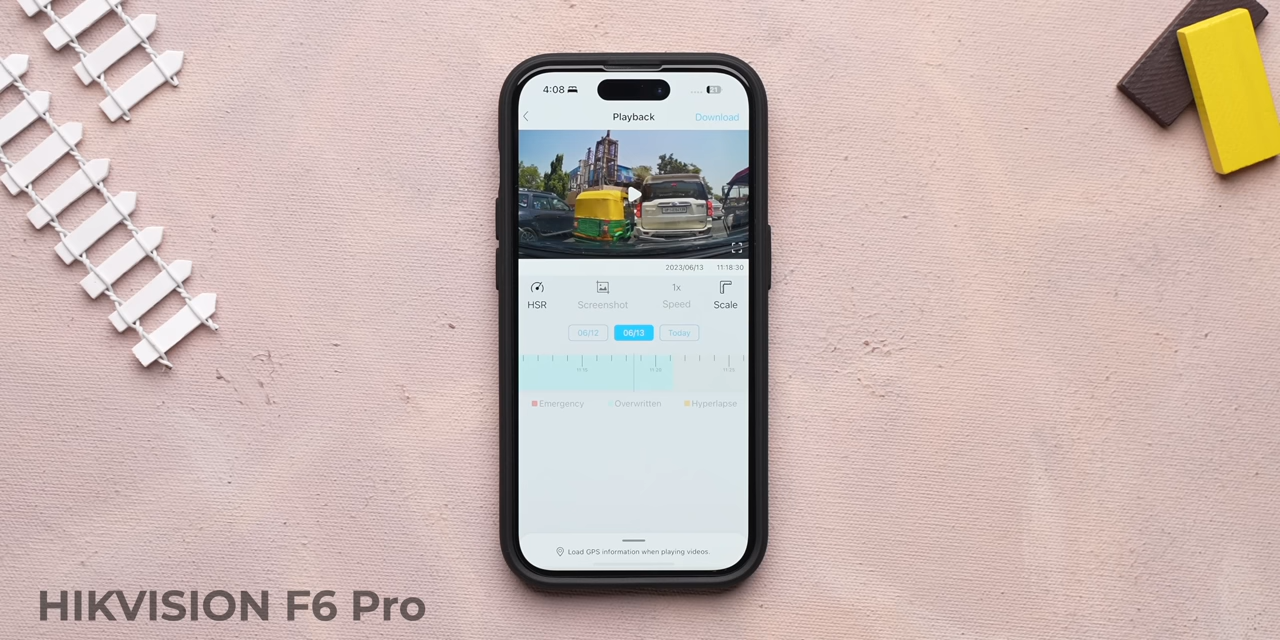 4:08
21
Playback
Download
2023/06/13 11:18:30
HSR
Screenshot
1x
Speed
Scale
06/12
06/13
Today
Emergency
Overwritten
Hyperlapse
Load GPS information when playing videos.
HIKVISION F6 Pro